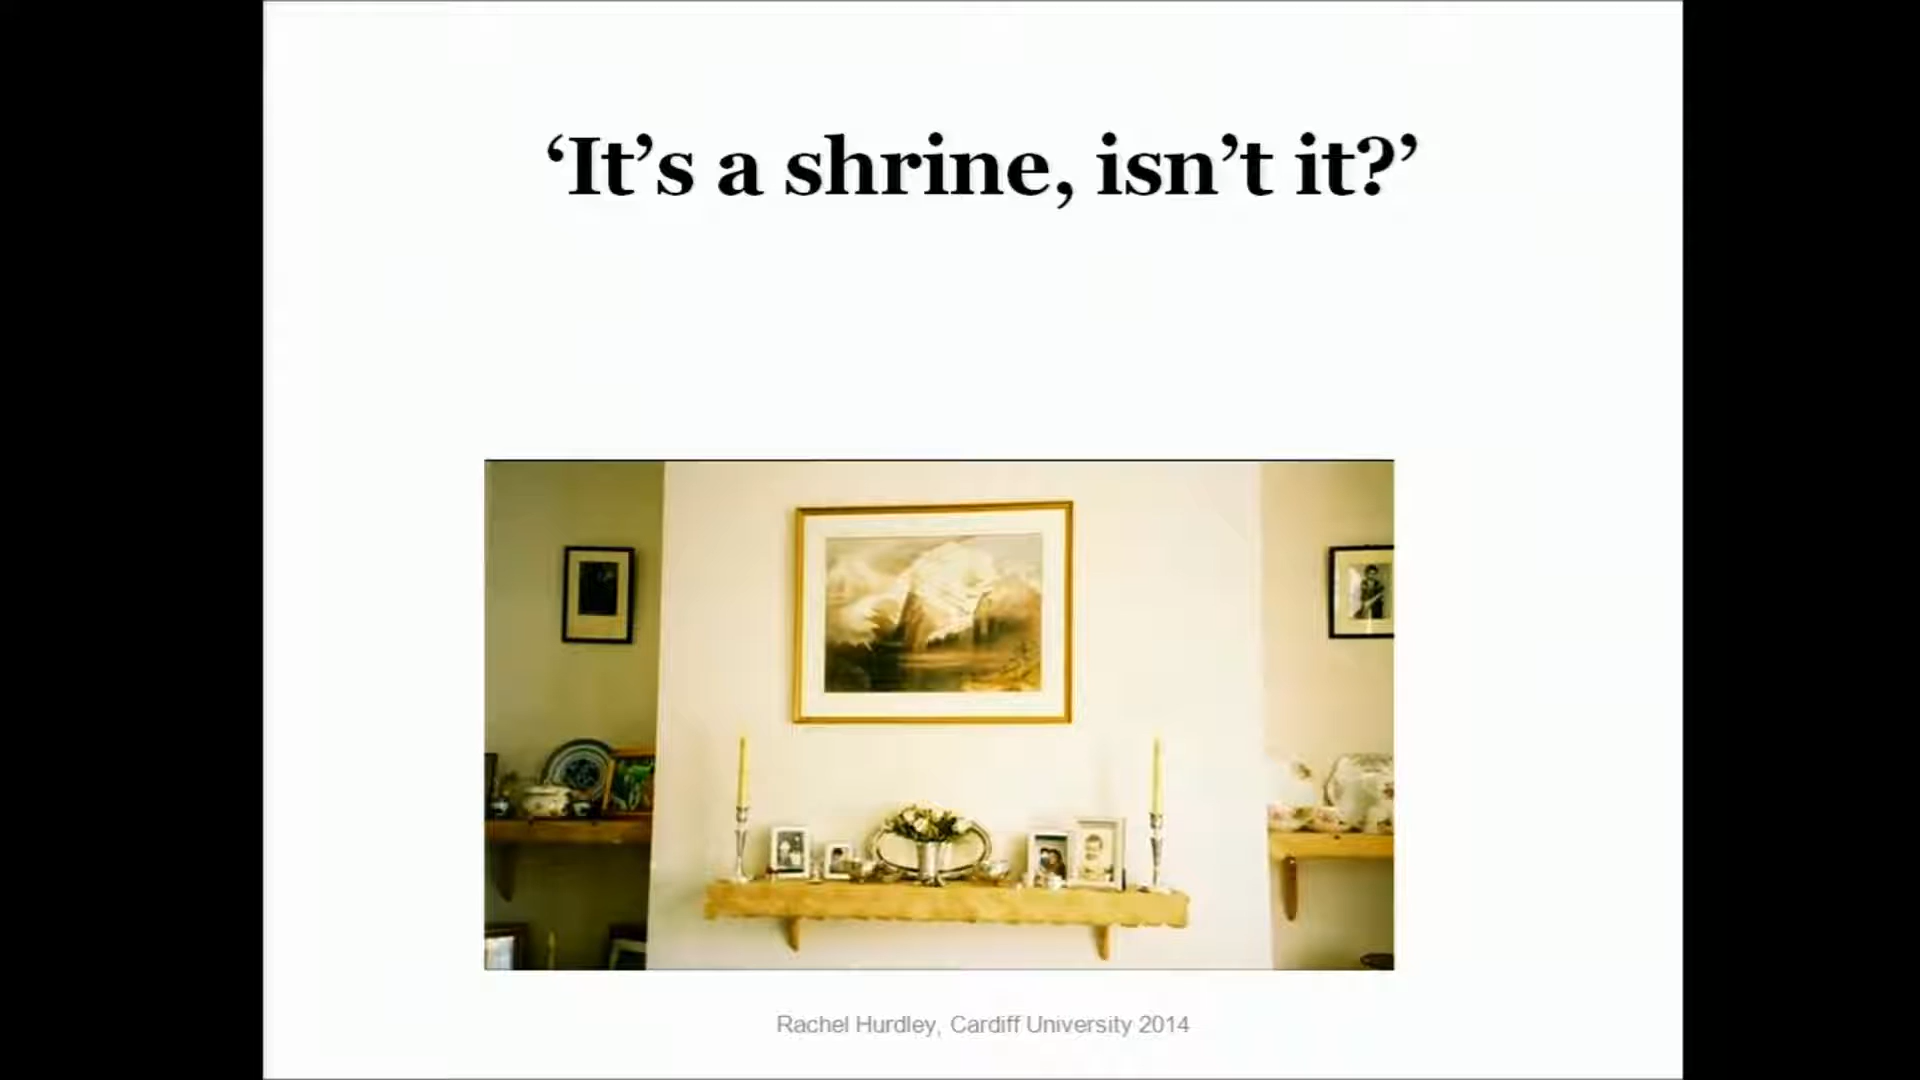 ‘It’s a shrine, isn’t it?’
Rachel Hurdley, Cardiff University 2014